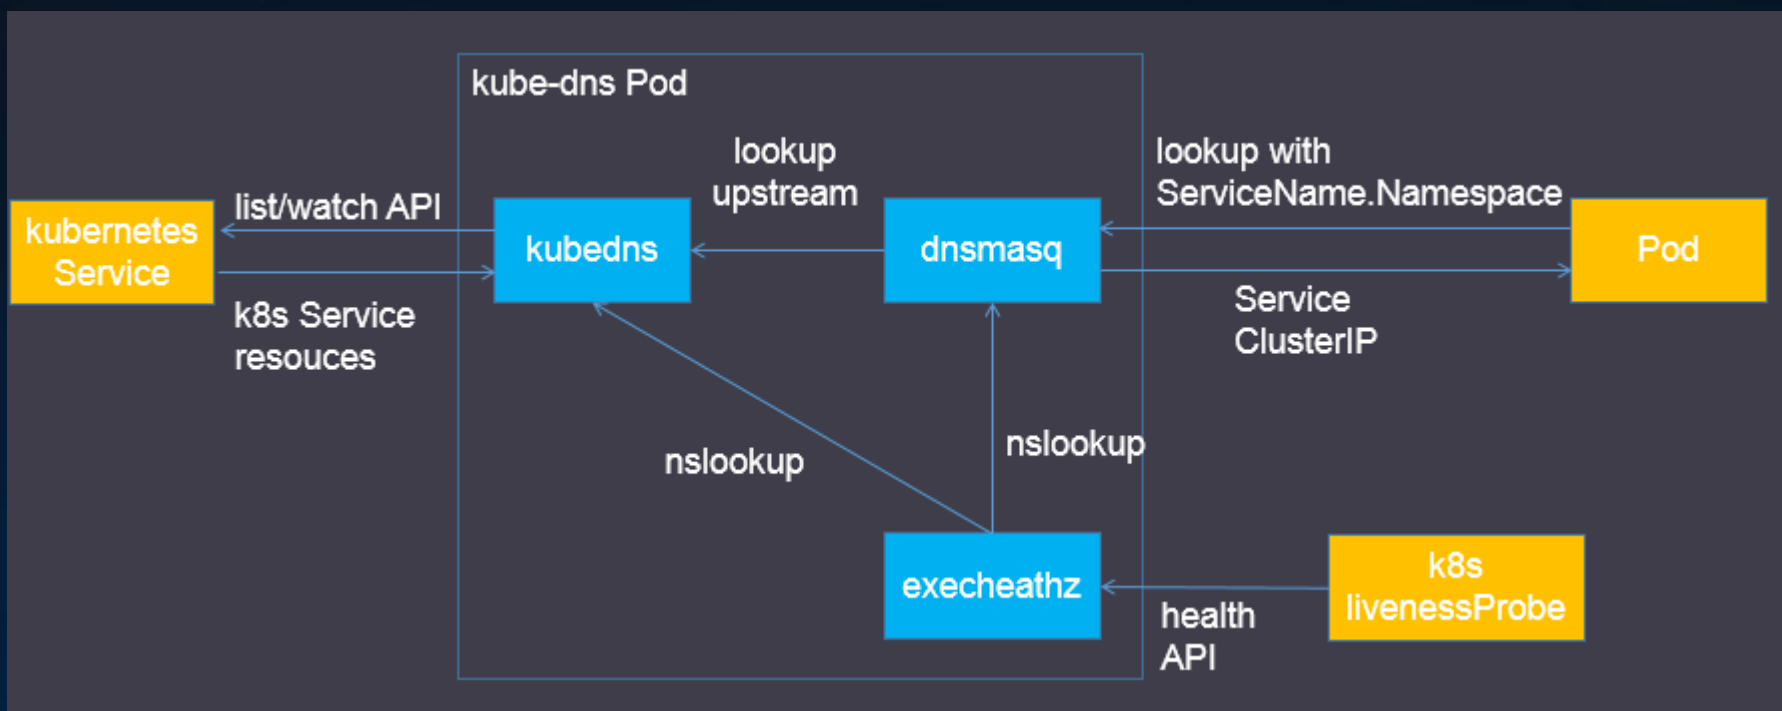 kube-dns Pod
lookup
upstream
lookup with
ServiceName.Namespace
kubernetes
Service
list/watch API
k8s Service
resouces
kubedns
dnsmasq
Pod
Service
ClusterIP
nslookup
nslookup
execheathz
health
API
k8s
livenessProbe